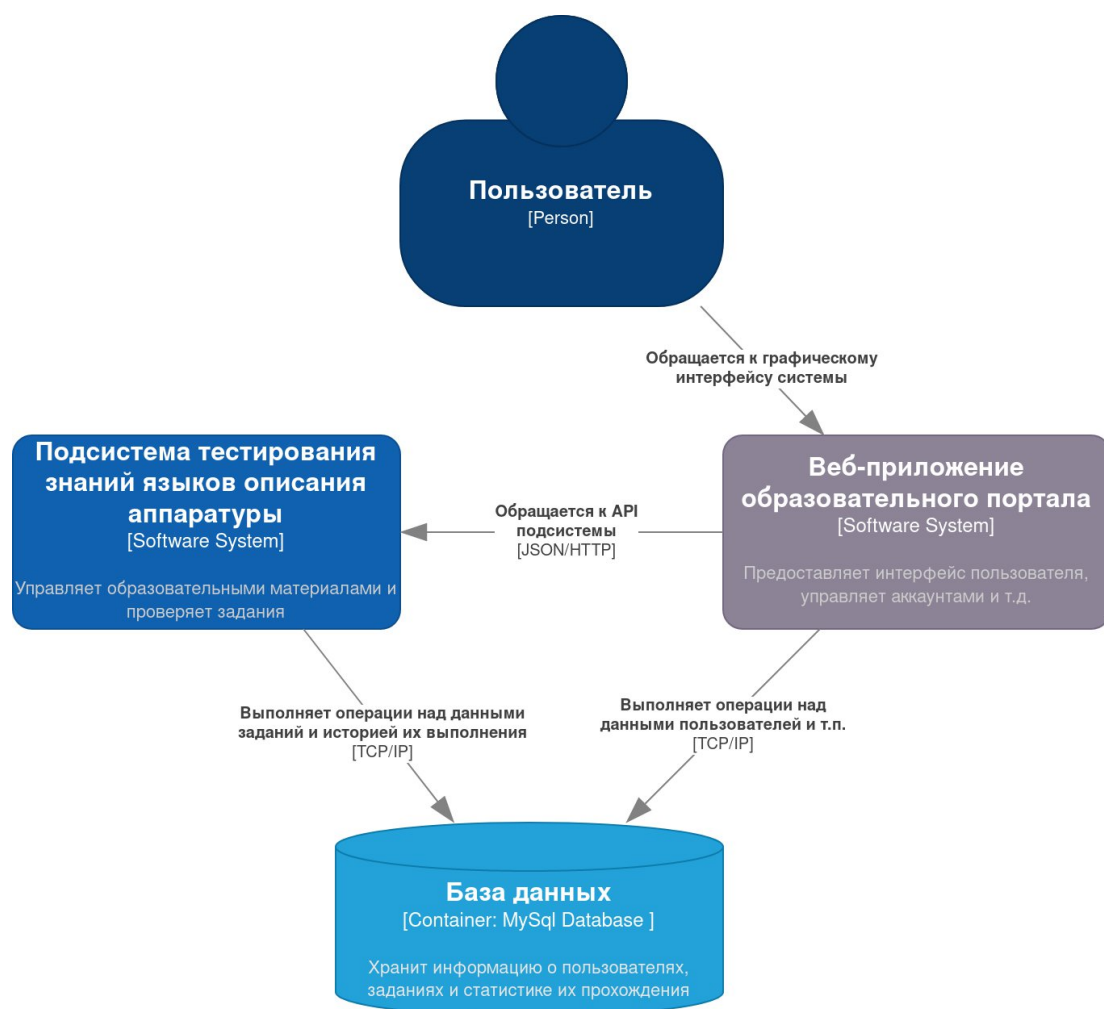 Пользователь
[Person]
Обращается к графическому
интерфейсу системы
Подсистема тестирования
знаний языков описания
аппаратуры
[Software System]
Управляет образовательными материалами и
проверяет задания
Обращается к API
подсистемы
[JSON/HTTP]
Веб-приложение
образовательного портала
[Software System]
Предоставляет интерфейс пользователя,
управляет аккаунтами и т.д.
Выполняет операции над данными
заданий и историей их выполнения
[TCP/IP]
Выполняет операции над
данными пользователей и т.п.
[TCP/IP]
База данных
[Container: MySql Database ]
Хранит информацию о пользователях,
заданиях и статистике их прохождения